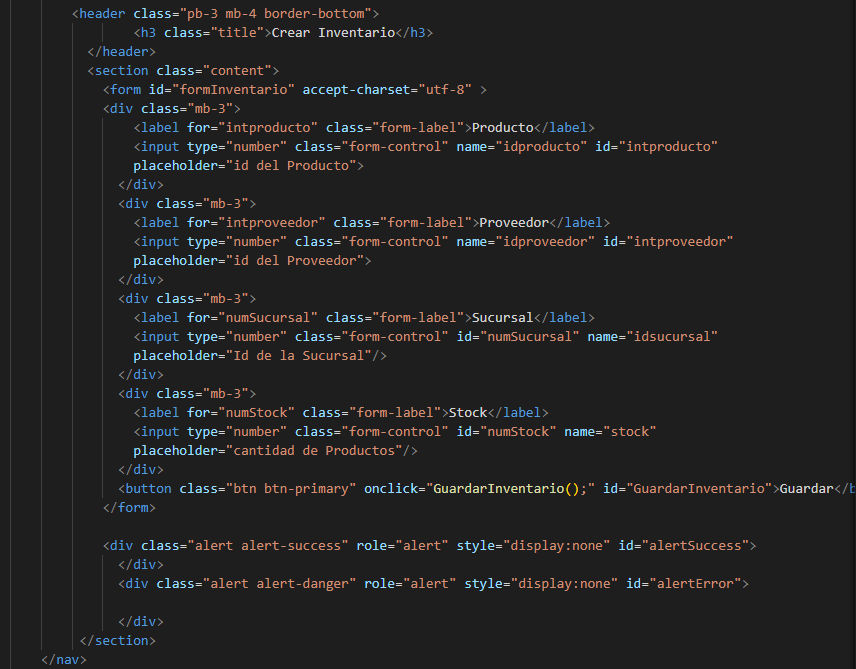 <header class="pb-3 mb-4 border-bottom">
<h3 class="title">Crear Inventario</h3>
</header>
<section class="content">
<form id="formInventario" accept-charset="utf-8" >
<div class="mb-3">
<label for="intproducto" class="form-label">Producto</label>
<input type="number" class="form-control" name="idproducto" id="intproducto"
placeholder="id del Producto">
</div>
<div class="mb-3">
<label for="intproveedor" class="form-label">Proveedor</label>
<input type="number" class="form-control" name="idproveedor" id="intproveedor"
placeholder="id del Proveedor">
</div>
<div class="mb-3">
<label for="numSucursal" class="form-label">Sucursal</label>
<input type="number" class="form-control" id="numSucursal" name="idsucursal"
placeholder="Id de la Sucursal"/>
</div>
<div class="mb-3">
<label for="numStock" class="form-label">Stock</label>
<input type="number" class="form-control" id="numStock" name="stock"
placeholder="cantidad de Productos"/>
</div>
<button class="btn btn-primary" onclick="GuardarInventario();" id="GuardarInventario">Guardar</b
</form>
<div class="alert alert-success" role="alert" style="display:none" id="alertSuccess">
</div>
<div class="alert alert-danger" role="alert" style="display:none" id="alertError">
</div>
</section>
</nav>